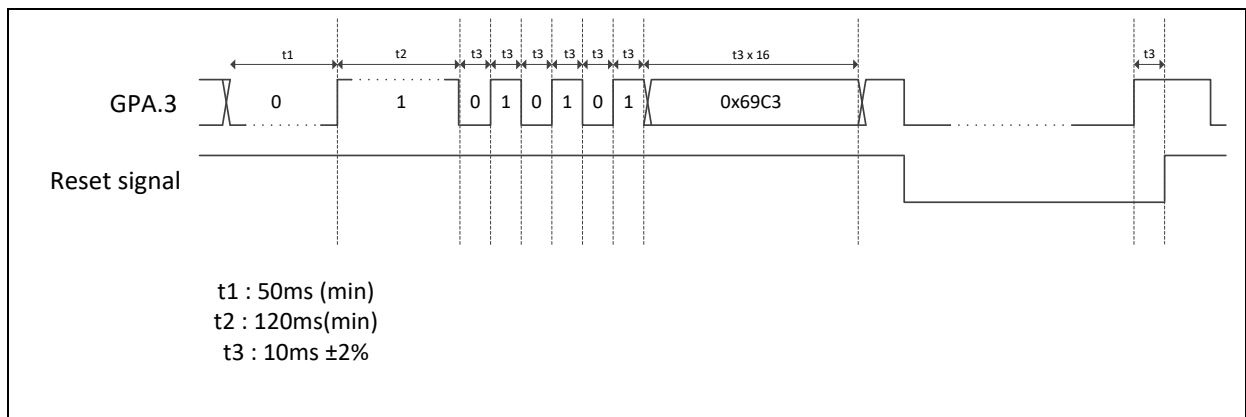 t1 t2 t3 t3 t3 t3 t3 t3 t3 x 16 t3
GPA.3 0 1 0 1 0 1 0 1 0x69C3
Reset signal
t1 : 50ms (min)
t2 : 120ms(min)
t3 : 10ms ±2%